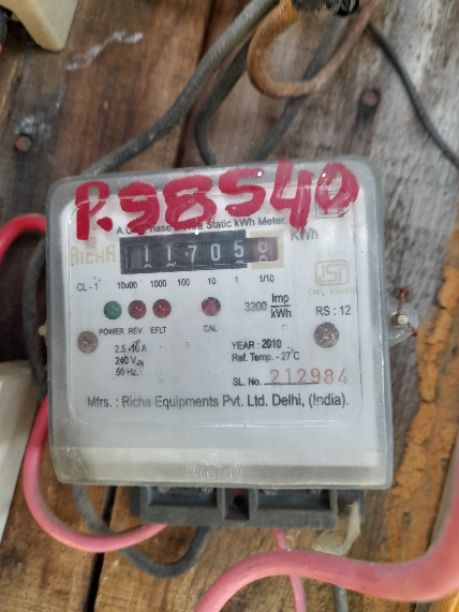 P.98540
Static kWh Meter.
RICHA 117058 KWh
CL - 1 10000 1000 100 10 1 1/10
3200 Imp/kWh
RS : 12
POWER REV EFLT CAL
2.5 -10A
240 V~
50 Hz.
YEAR : 2010
Ref. Temp. - 27°C
SL. No. 212984
Mfrs. : Richa Equipments Pvt. Ltd. Delhi, (India).